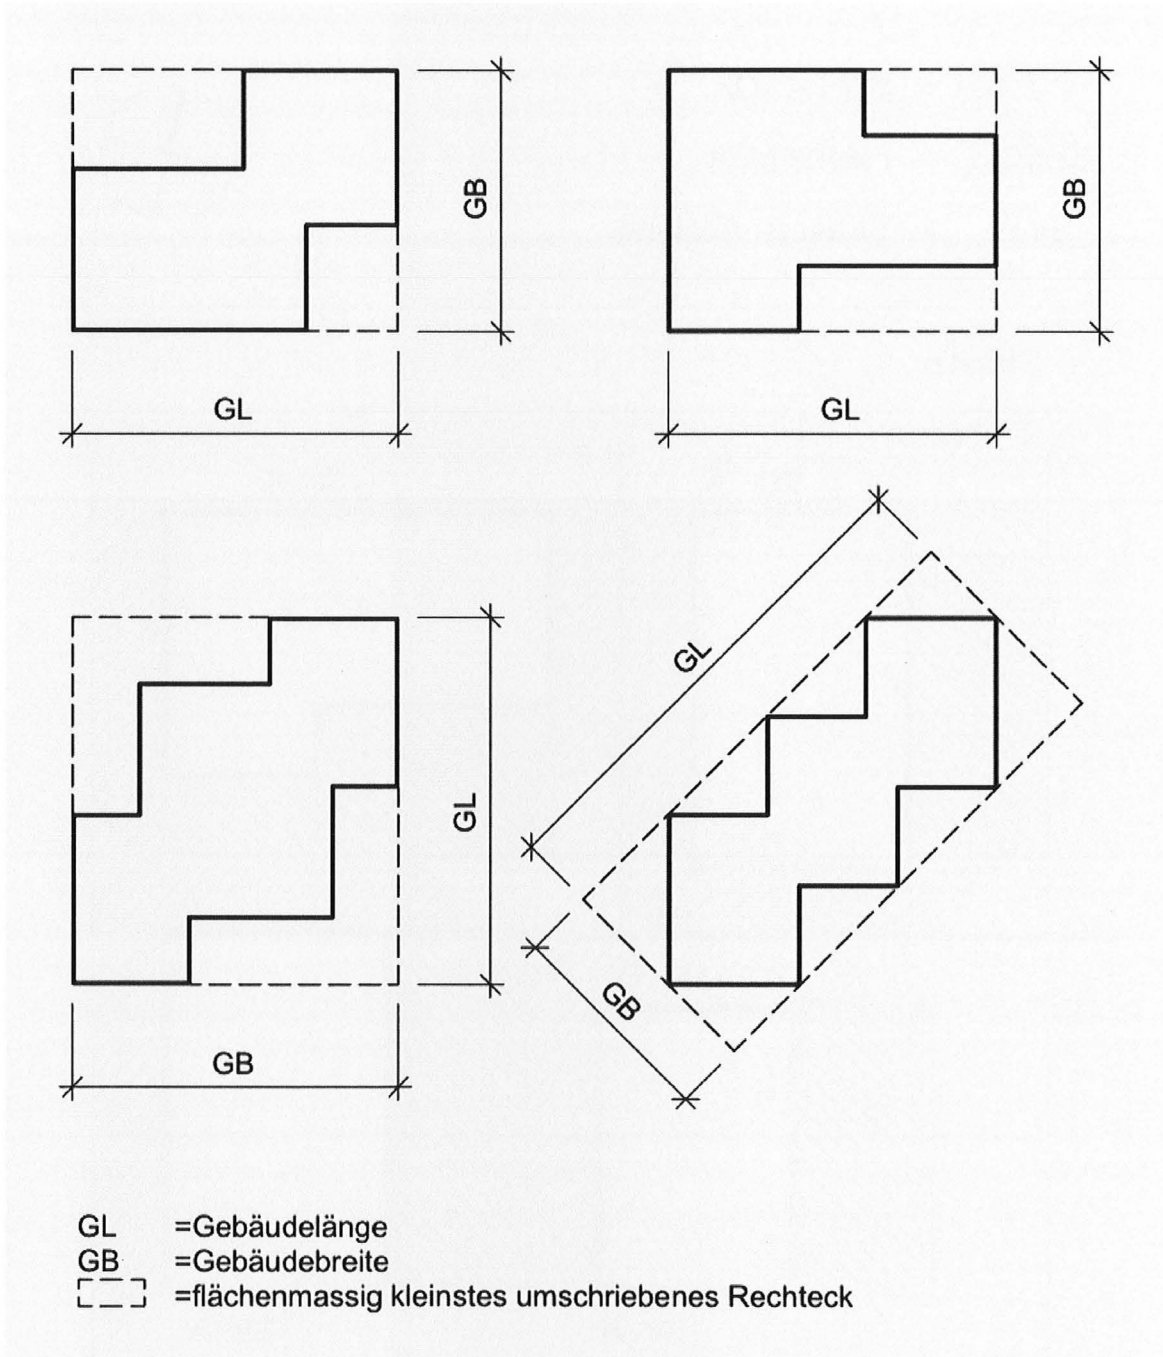 GB
GB
GL
GL
GL
GL
GB
GB
GL =Gebäudelänge
GB =Gebäudebreite
=flächenmassig kleinstes umschriebenes Rechteck